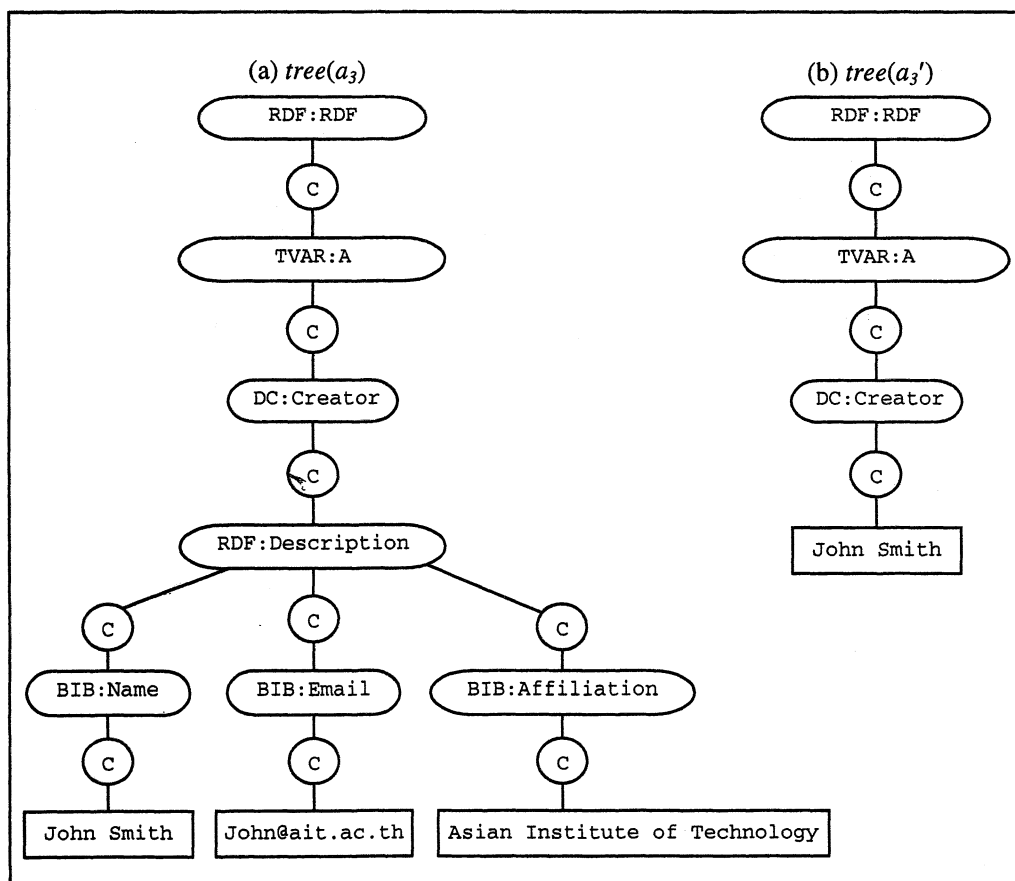 (a) tree(a3)
RDF:RDF
C
TVAR:A
C
DC:Creator
C
RDF:Description
C C C
BIB:Name BIB:Email BIB:Affiliation
C C C
John Smith John@ait.ac.th Asian Institute of Technology
(b) tree(a3')
RDF:RDF
C
TVAR:A
C
DC:Creator
C
John Smith